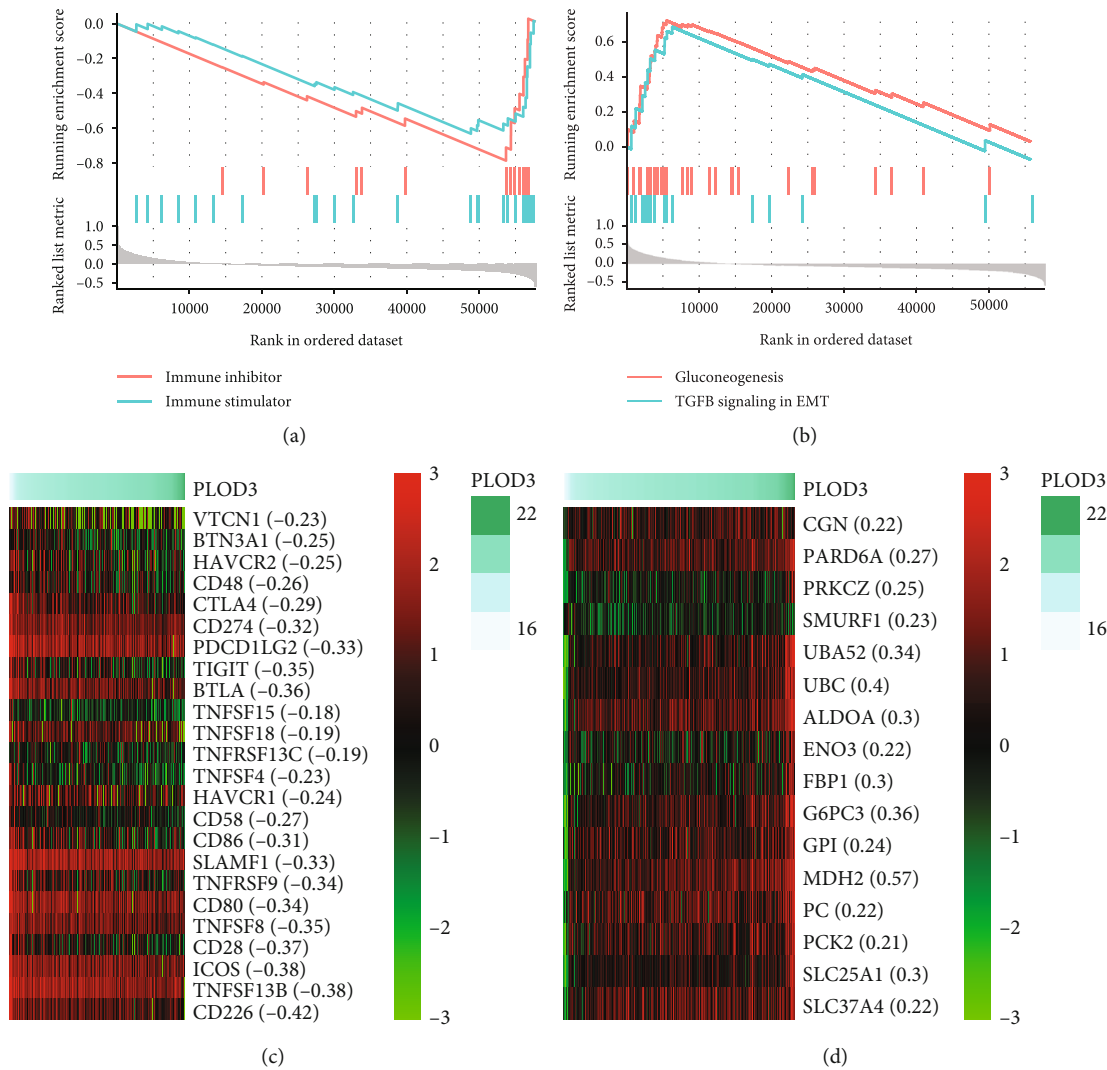 Running enrichment score
0.0
−0.2
−0.4
−0.6
−0.8
Ranked list metric
1.0
0.5
0.0
−0.5
10000 20000 30000 40000 50000
Rank in ordered dataset
Immune inhibitor
Immune stimulator
(a)
Running enrichment score
0.6
0.4
0.2
0.0
Ranked list metric
1.0
0.5
0.0
−0.5
10000 20000 30000 40000 50000
Rank in ordered dataset
Gluconeogenesis
TGFB signaling in EMT
(b)
PLOD3
VTCN1 (−0.23)
BTN3A1 (−0.25)
HAVCR2 (−0.25)
CD48 (−0.26)
CTLA4 (−0.29)
CD274 (−0.32)
PDCD1LG2 (−0.33)
TIGIT (−0.35)
BTLA (−0.36)
TNFSF15 (−0.18)
TNFSF18 (−0.19)
TNFRSF13C (−0.19)
TNFSF4 (−0.23)
HAVCR1 (−0.24)
CD58 (−0.27)
CD86 (−0.31)
SLAMF1 (−0.33)
TNFRSF9 (−0.34)
CD80 (−0.34)
TNFSF8 (−0.35)
CD28 (−0.37)
ICOS (−0.38)
TNFSF13B (−0.38)
CD226 (−0.42)
3
2
1
0
−1
−2
−3
PLOD3
22
16
(c)
PLOD3
CGN (0.22)
PARD6A (0.27)
PRKCZ (0.25)
SMURF1 (0.23)
UBA52 (0.34)
UBC (0.4)
ALDOA (0.3)
ENO3 (0.22)
FBP1 (0.3)
G6PC3 (0.36)
GPI (0.24)
MDH2 (0.57)
PC (0.22)
PCK2 (0.21)
SLC25A1 (0.3)
SLC37A4 (0.22)
3
2
1
0
−1
−2
−3
PLOD3
22
16
(d)